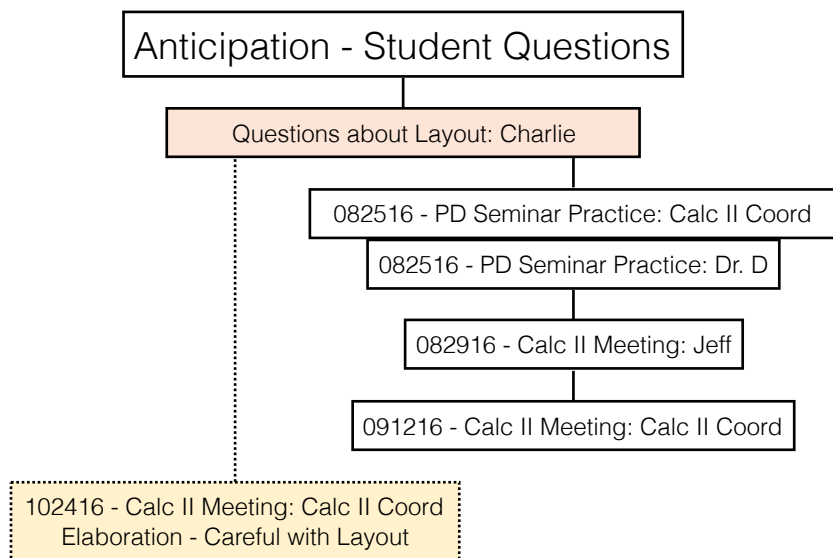 Anticipation - Student Questions
Questions about Layout: Charlie
082516 - PD Seminar Practice: Calc II Coord
082516 - PD Seminar Practice: Dr. D
082916 - Calc II Meeting: Jeff
091216 - Calc II Meeting: Calc II Coord
102416 - Calc II Meeting: Calc II Coord
Elaboration - Careful with Layout